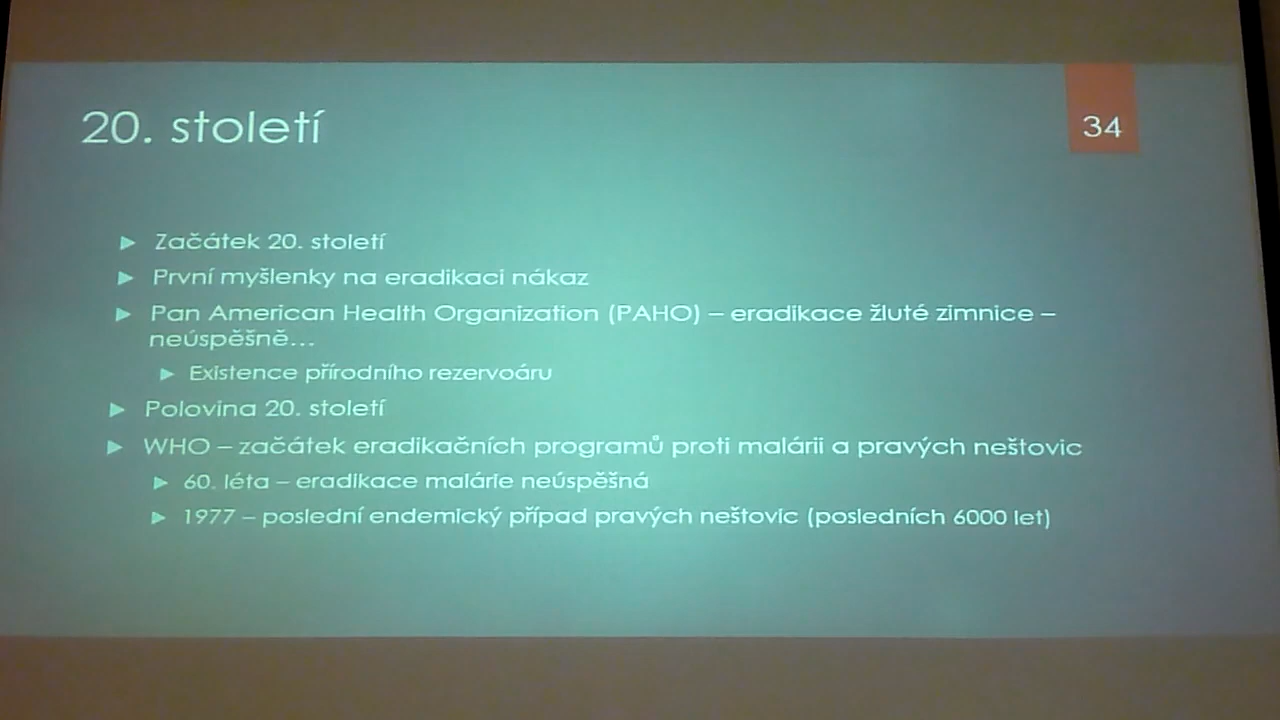 20. století
34
Začátek 20. století
První myšlenky na eradikaci nákaz
Pan American Health Organization (PAHO) – eradikace žluté zimnice –
neúspěšně...
Existence přírodního rezervoáru
Polovina 20. století
WHO – začátek eradikačních programů proti malárii a pravých neštovic
60. léta – eradikace malárie neúspěšná
1977 – poslední endemický případ pravých neštovic (posledních 6000 let)